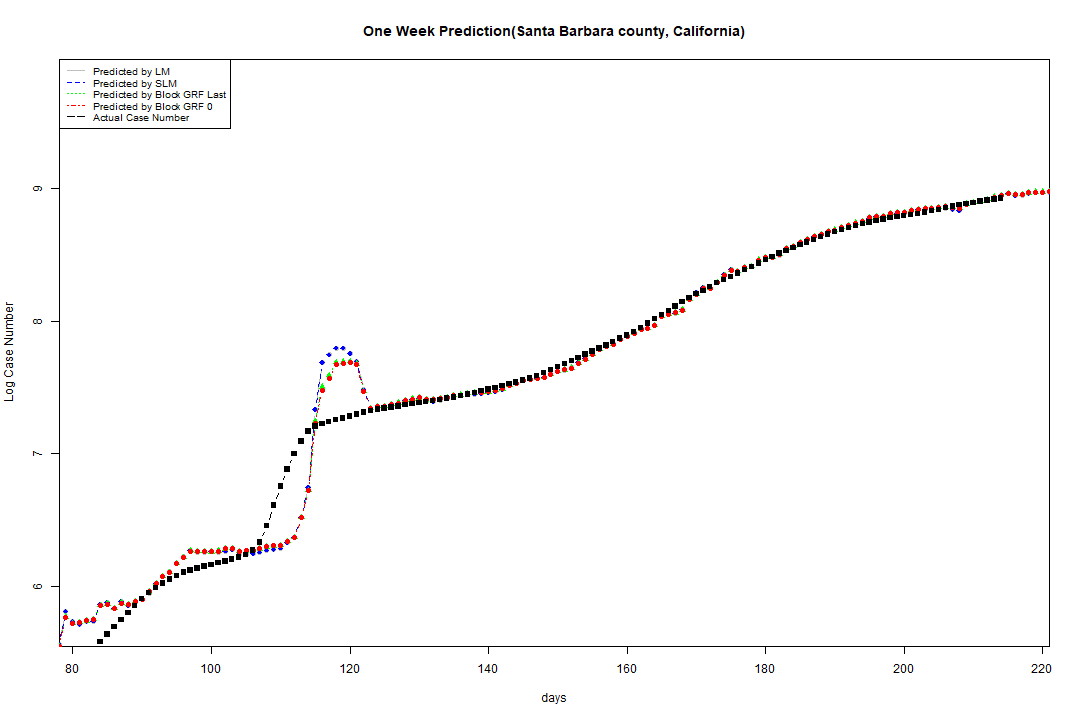 One Week Prediction(Santa Barbara county, California)
Predicted by LM
Predicted by SLM
Predicted by Block GRF Last
Predicted by Block GRF 0
Actual Case Number
9
8
7
6
Log Case Number
80 100 120 140 160 180 200 220
days